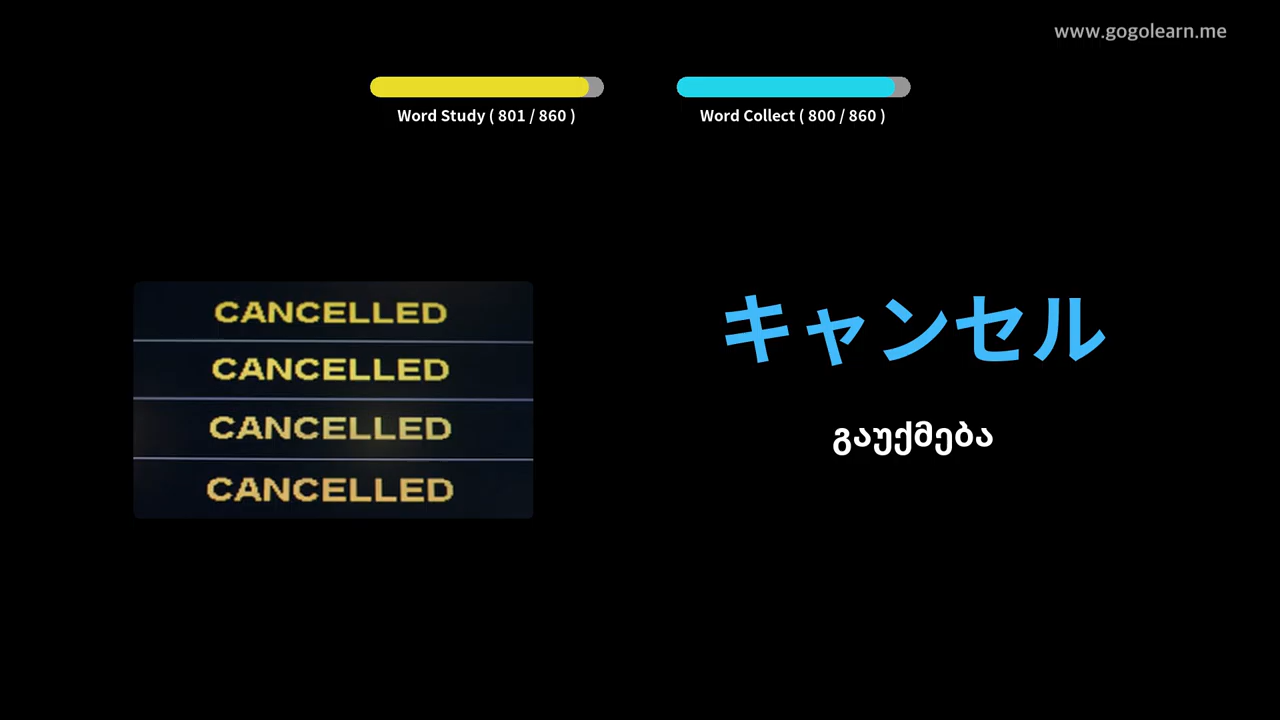 www.gogolearn.me
Word Study ( 801 / 860 )
Word Collect ( 800 / 860 )
CANCELLED
CANCELLED
CANCELLED
CANCELLED
キャンセル
გაუქმება